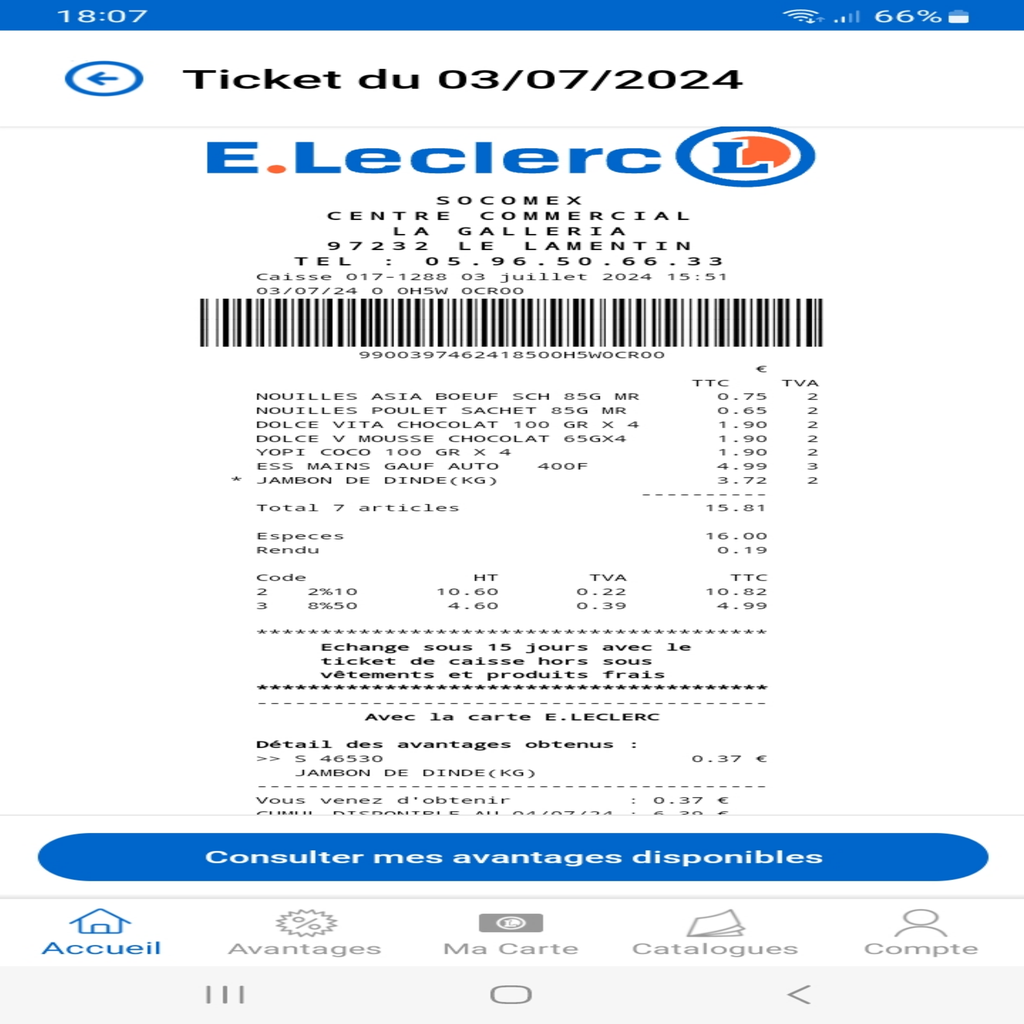 18:07 66%
Ticket du 03/07/2024
E.Leclerc L
SOCOMEX
CENTRE COMMERCIAL
LA GALLERIA
97232 LE LAMENTIN
TEL : 05.96.50.66.33
Caisse 017-1288 03 juillet 2024 15:51
03/07/24 0 0H5W 0CR00
9900397462418500H5W0CR00
€
TTC TVA
NOUILLES ASIA BOEUF SCH 85G MR 0.75 2
NOUILLES POULET SACHET 85G MR 0.65 2
DOLCE VITA CHOCOLAT 100 GR X 4 1.90 2
DOLCE V MOUSSE CHOCOLAT 65GX4 1.90 2
YOPI COCO 100 GR X 4 1.90 2
ESS MAINS GAUF AUTO 400F 4.99 3
* JAMBON DE DINDE(KG) 3.72 2
----------
Total 7 articles 15.81
Especes 16.00
Rendu 0.19
Code HT TVA TTC
2 2%10 10.60 0.22 10.82
3 8%50 4.60 0.39 4.99
****************************************
Echange sous 15 jours avec le
ticket de caisse hors sous
vêtements et produits frais
****************************************
----------------------------------------
Avec la carte E.LECLERC
Détail des avantages obtenus :
>> S 46530 0.37 €
JAMBON DE DINDE(KG)
----------------------------------------
Vous venez d'obtenir : 0.37 €
CUMUL DISPONIBLE AU 04/07/24 : 6.39 €
Consulter mes avantages disponibles
Accueil Avantages Ma Carte Catalogues Compte